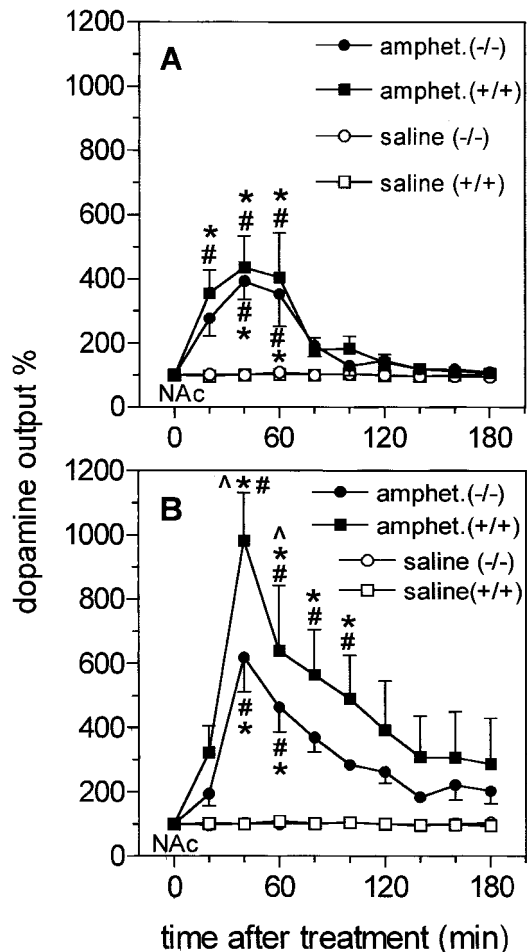 dopamine output %
A
1200
1000
800
600
400
200
0
amphet.(-/-)
amphet.(+/+)
saline (-/-)
saline (+/+)
*
#
*
#
*
#
#
*
#
*
NAc
0
60
120
180
B
1200
1000
800
600
400
200
0
amphet.(-/-)
amphet.(+/+)
saline (-/-)
saline(+/+)
^ * #
^
*
#
*
#
*
#
#
*
#
*
NAc
0
60
120
180
time after treatment (min)